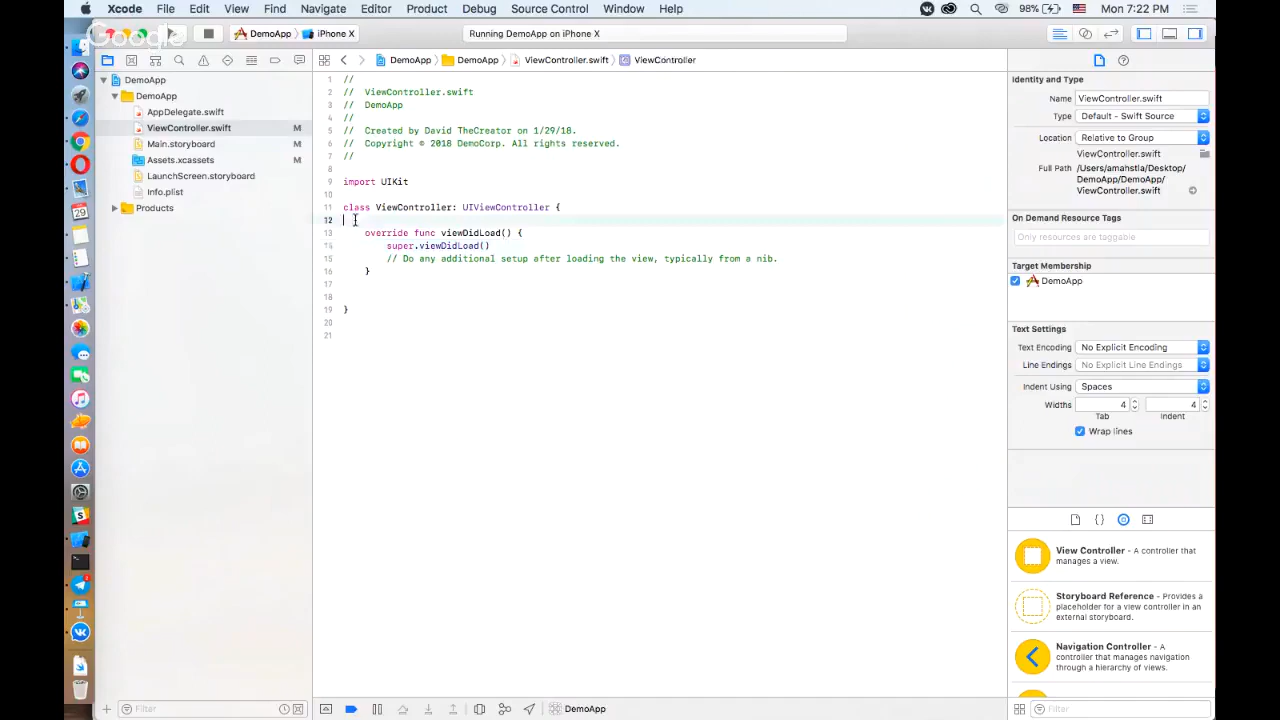 Xcode File Edit View Find Navigate Editor Product Debug Source Control Window Help 98% Mon 7:22 PM
Google
DemoApp iPhone X Running DemoApp on iPhone X
DemoApp DemoApp ViewController.swift ViewController
DemoApp
DemoApp
AppDelegate.swift
ViewController.swift M
Main.storyboard M
Assets.xcassets M
LaunchScreen.storyboard
Info.plist
Products
Filter
1 //
2 //  ViewController.swift
3 //  DemoApp
4 //
5 //  Created by David TheCreator on 1/29/18.
6 //  Copyright © 2018 DemoCorp. All rights reserved.
7 //
8
9 import UIKit
10
11 class ViewController: UIViewController {
12
13     override func viewDidLoad() {
14         super.viewDidLoad()
15         // Do any additional setup after loading the view, typically from a nib.
16     }
17
18
19 }
20
21
DemoApp
Identity and Type
Name ViewController.swift
Type Default - Swift Source
Location Relative to Group
ViewController.swift
Full Path /Users/amahstla/Desktop/
DemoApp/DemoApp/
ViewController.swift
On Demand Resource Tags
Only resources are taggable
Target Membership
DemoApp
Text Settings
Text Encoding No Explicit Encoding
Line Endings No Explicit Line Endings
Indent Using Spaces
Widths 4 4
Tab Indent
Wrap lines
View Controller - A controller that
manages a view.
Storyboard Reference - Provides a
placeholder for a view controller in an
external storyboard.
Navigation Controller - A
controller that manages navigation
through a hierarchy of views.
Filter